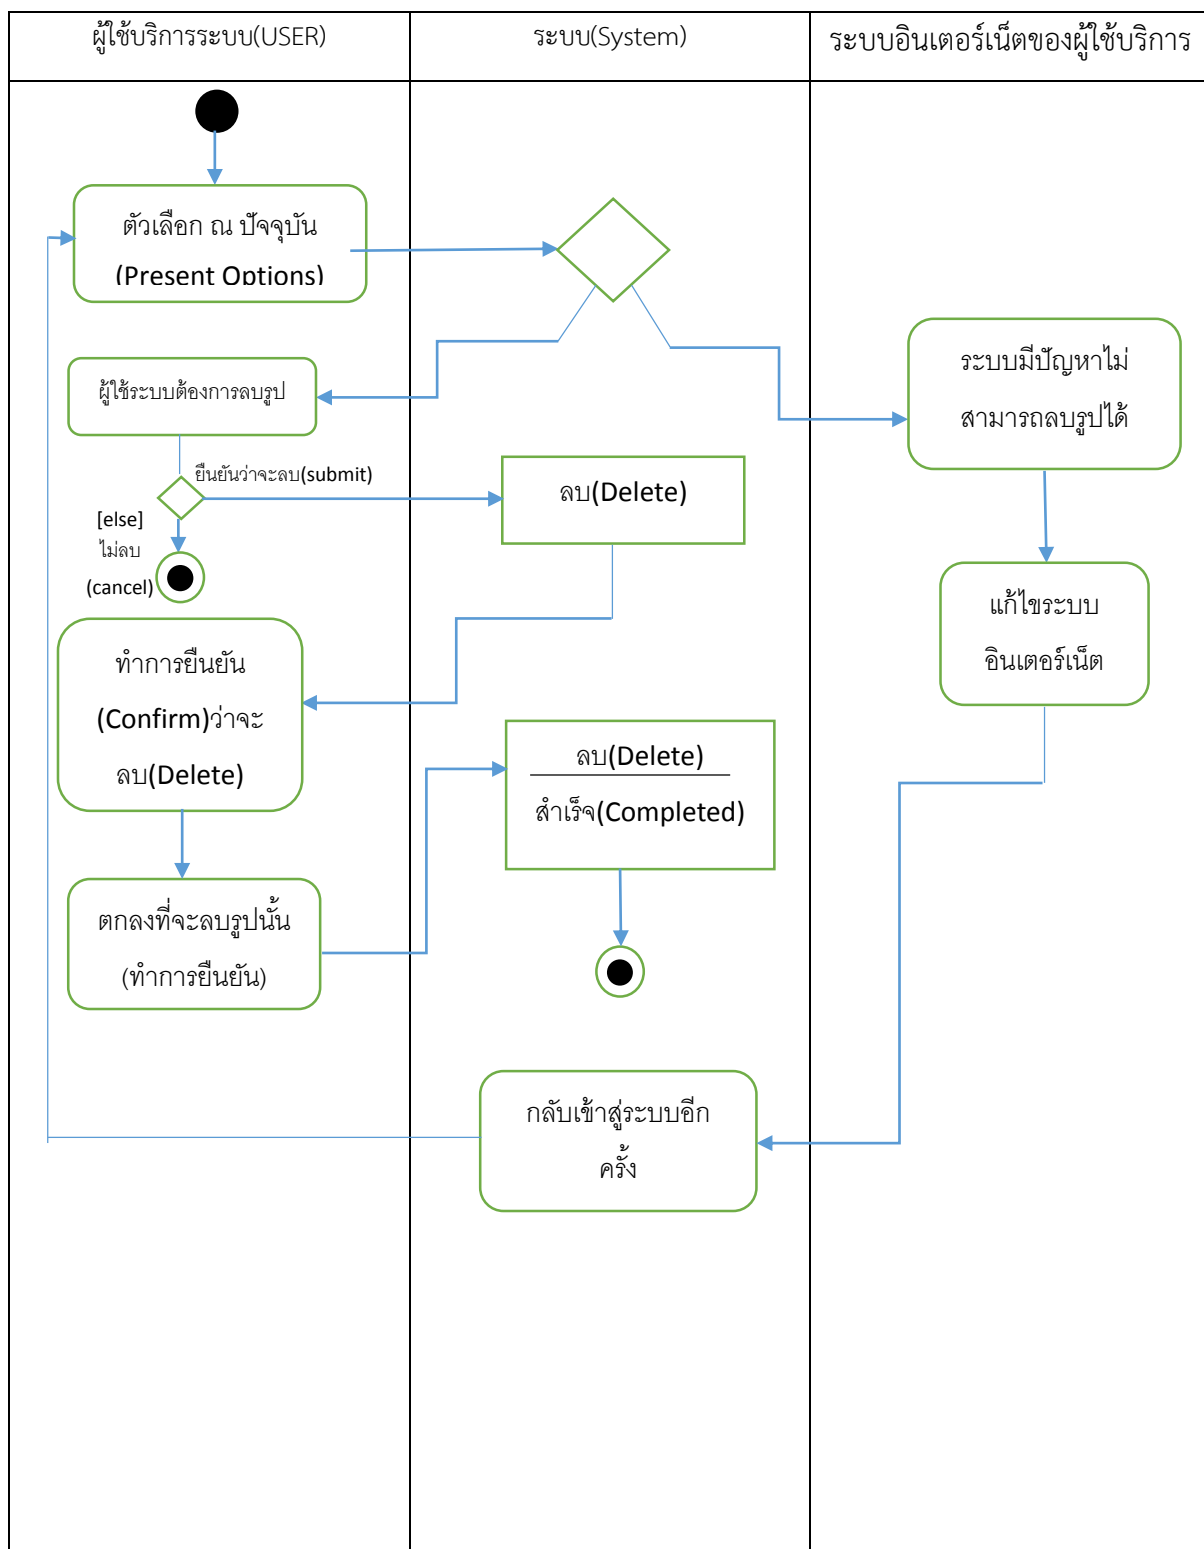 ผู้ใช้บริการระบบ(USER)
ระบบ(System)
ระบบอินเตอร์เน็ตของผู้ใช้บริการ
ตัวเลือก ณ ปัจจุบัน
(Present Options)
ระบบมีปัญหาไม่
สามารถลบรูปได้
ผู้ใช้ระบบต้องการลบรูป
ยืนยันว่าจะลบ(submit)
ลบ(Delete)
[else]
ไม่ลบ
(cancel)
แก้ไขระบบ
อินเตอร์เน็ต
ทำการยืนยัน
(Confirm)ว่าจะ
ลบ(Delete)
ลบ(Delete)
สำเร็จ(Completed)
ตกลงที่จะลบรูปนั้น
(ทำการยืนยัน)
กลับเข้าสู่ระบบอีก
ครั้ง